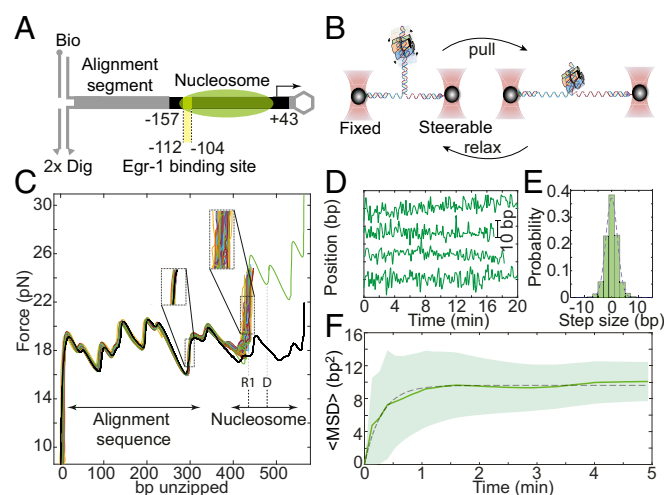 A
Bio
Alignment
segment
Nucleosome
-157
+43
-112
-104
2x Dig
Egr-1 binding site
B
pull
Fixed
Steerable
relax
C
Force (pN)
30
26
22
18
14
10
R1
D
Alignment
sequence
Nucleosome
0
100
200
300
400
500
bp unzipped
D
Position (bp)
10 bp
0
4
8
12
16
20
Time (min)
E
Probability
0.4
0.3
0.2
0.1
0
-10
0
10
Step size (bp)
F
<MSD> (bp²)
20
15
10
5
0
0
1
2
3
4
5
Time (min)